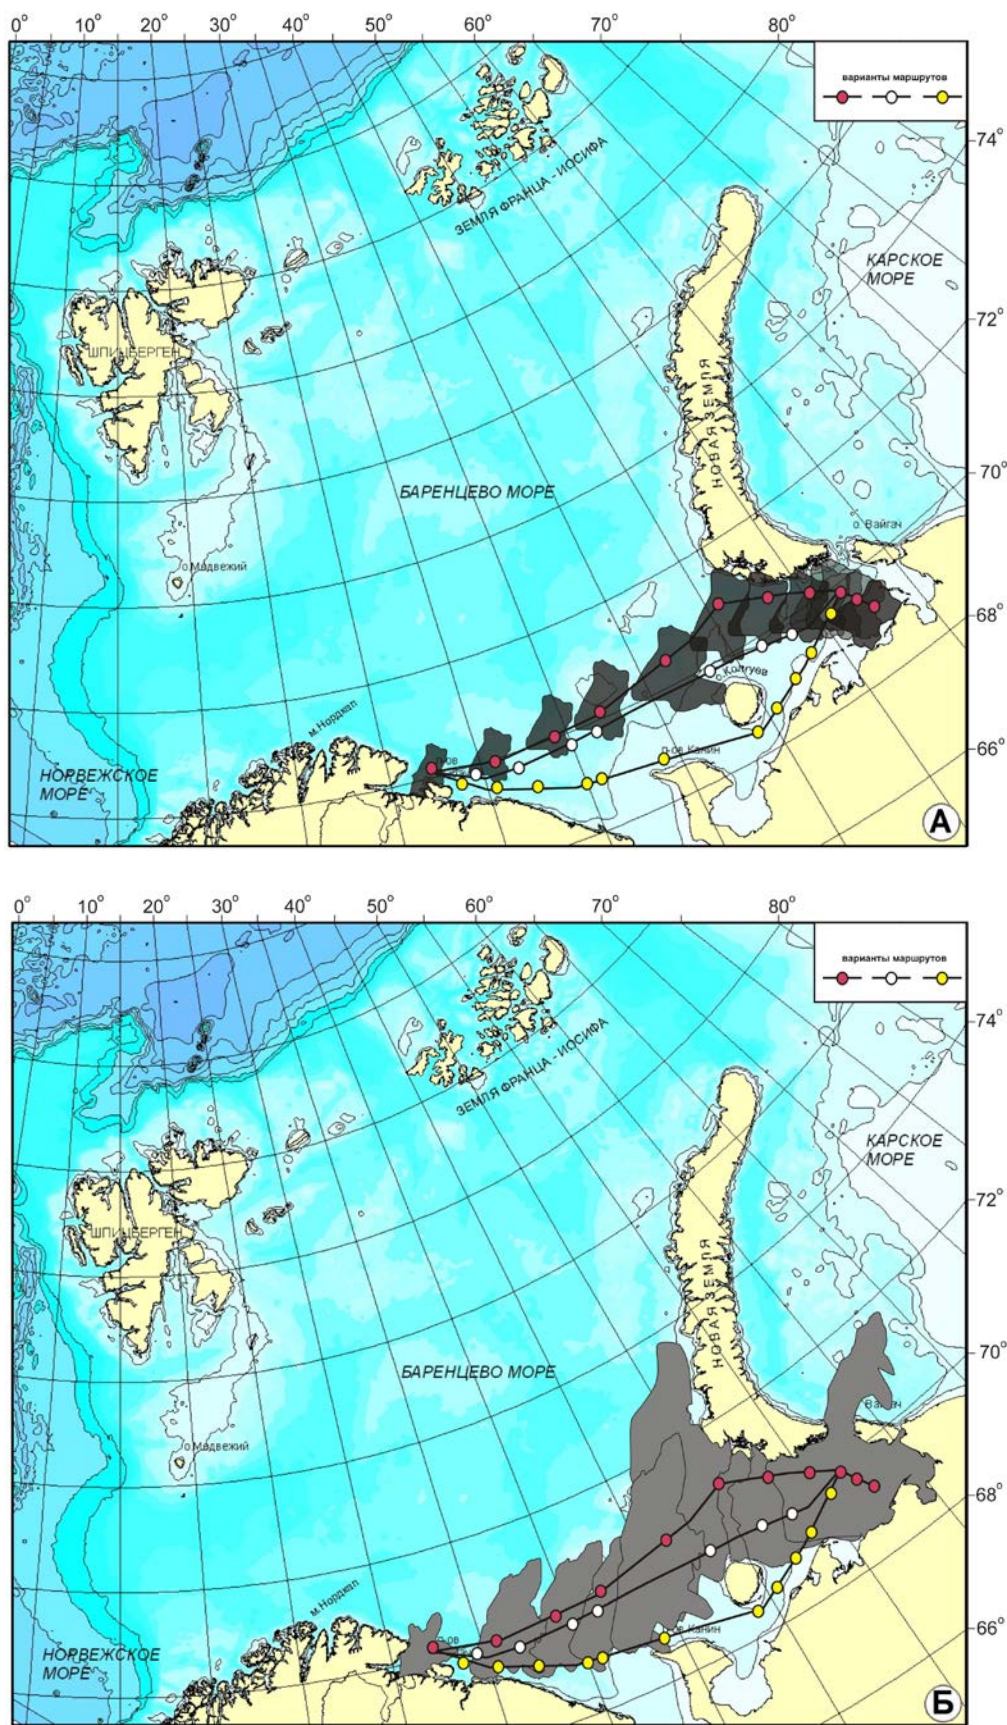 0° 10° 20° 30° 40° 50° 60° 70° 80°
варианты маршрутов
74°
ЗЕМЛЯ ФРАНЦА - ИОСИФА
КАРСКОЕ
МОРЕ
72°
ШПИЦБЕРГЕН
НОВАЯ ЗЕМЛЯ
70°
БАРЕНЦЕВО МОРЕ
о. Вайгач
о.Медвежий
68°
м.Нордкап
п-ов
п-ов. Канин
66°
НОРВЕЖСКОЕ
МОРЕ
А
0° 10° 20° 30° 40° 50° 60° 70° 80°
варианты маршрутов
74°
ЗЕМЛЯ ФРАНЦА - ИОСИФА
КАРСКОЕ
МОРЕ
72°
ШПИЦБЕРГЕН
НОВАЯ ЗЕМЛЯ
70°
БАРЕНЦЕВО МОРЕ
о.Медвежий
68°
м.Нордкап
п-ов
Канин
66°
НОРВЕЖСКОЕ
МОРЕ
Б